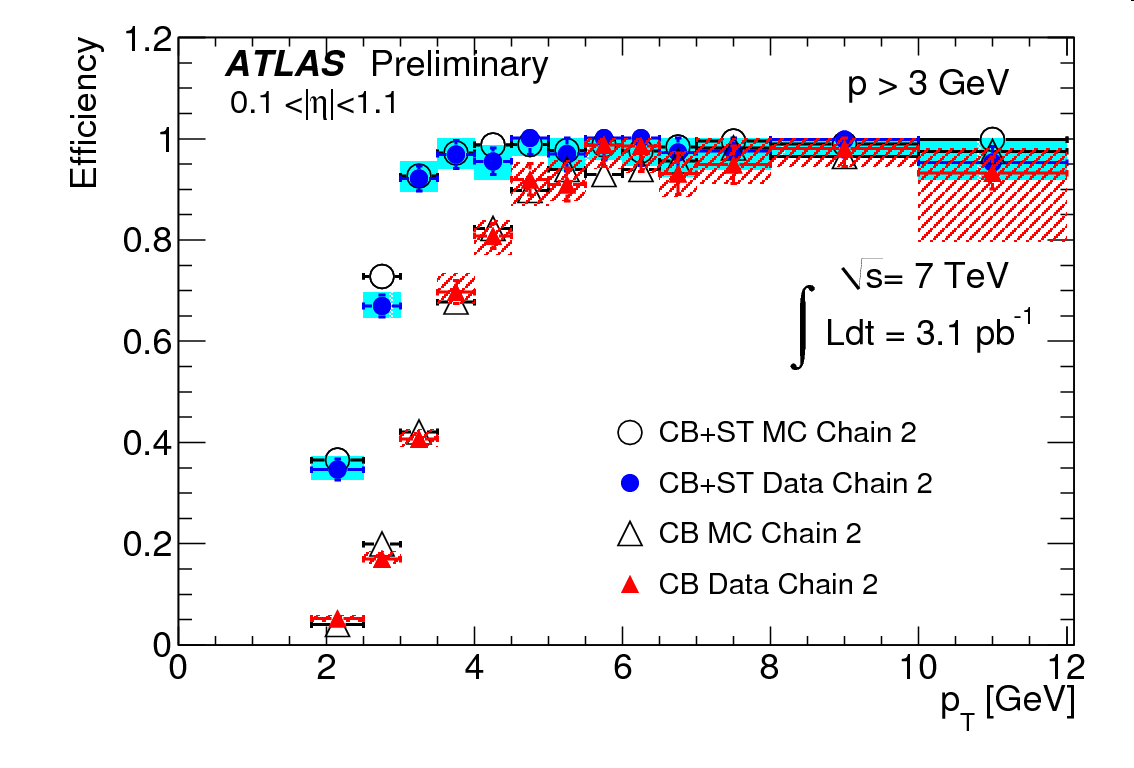 ATLAS Preliminary
0.1 <|η|<1.1
p > 3 GeV
√s= 7 TeV
∫ Ldt = 3.1 pb⁻¹
CB+ST MC Chain 2
CB+ST Data Chain 2
CB MC Chain 2
CB Data Chain 2
Efficiency
1.2
1
0.8
0.6
0.4
0.2
0
0 2 4 6 8 10 12
p_T [GeV]